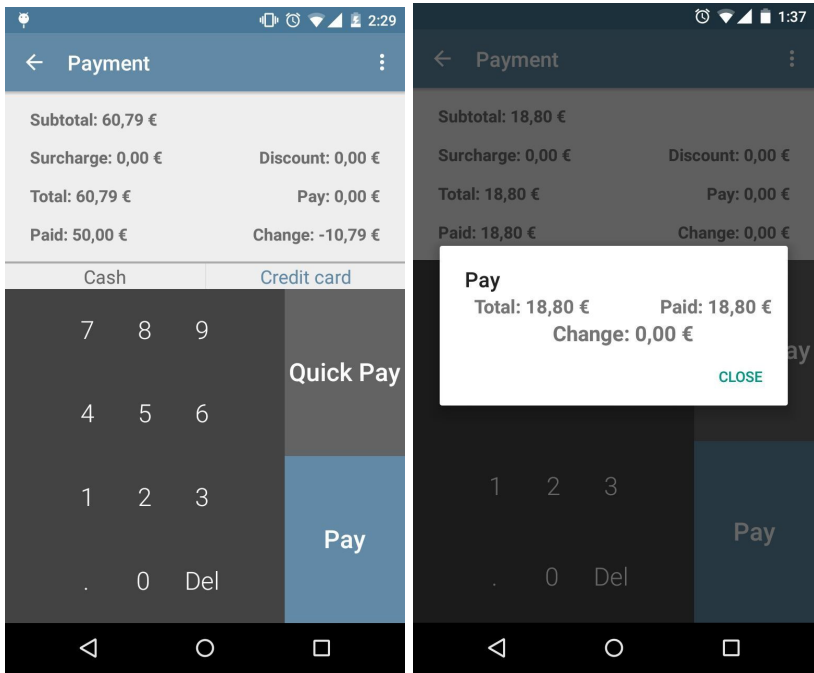 2:29
Payment
Subtotal: 60,79 €
Surcharge: 0,00 € Discount: 0,00 €
Total: 60,79 € Pay: 0,00 €
Paid: 50,00 € Change: -10,79 €
Cash Credit card
7 8 9
Quick Pay
4 5 6
1 2 3
Pay
. 0 Del
1:37
Payment
Subtotal: 18,80 €
Surcharge: 0,00 € Discount: 0,00 €
Total: 18,80 € Pay: 0,00 €
Paid: 18,80 € Change: 0,00 €
Pay
Total: 18,80 € Paid: 18,80 €
Change: 0,00 €
ay
CLOSE
1 2 3
Pay
. 0 Del